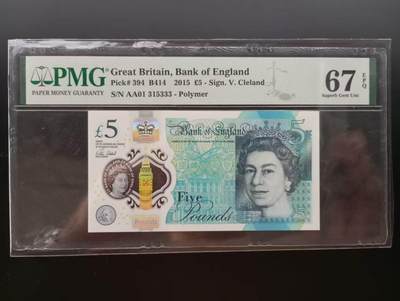 PMG
PAPER MONEY GUARANTY
Great Britain, Bank of England
Pick# 394 B414 2015 £5 - Sign. V. Cleland
S/N AA01 315333 - Polymer
67 EPQ
Superb Gem Unc
£5
Bank of England
5
Five
Pounds